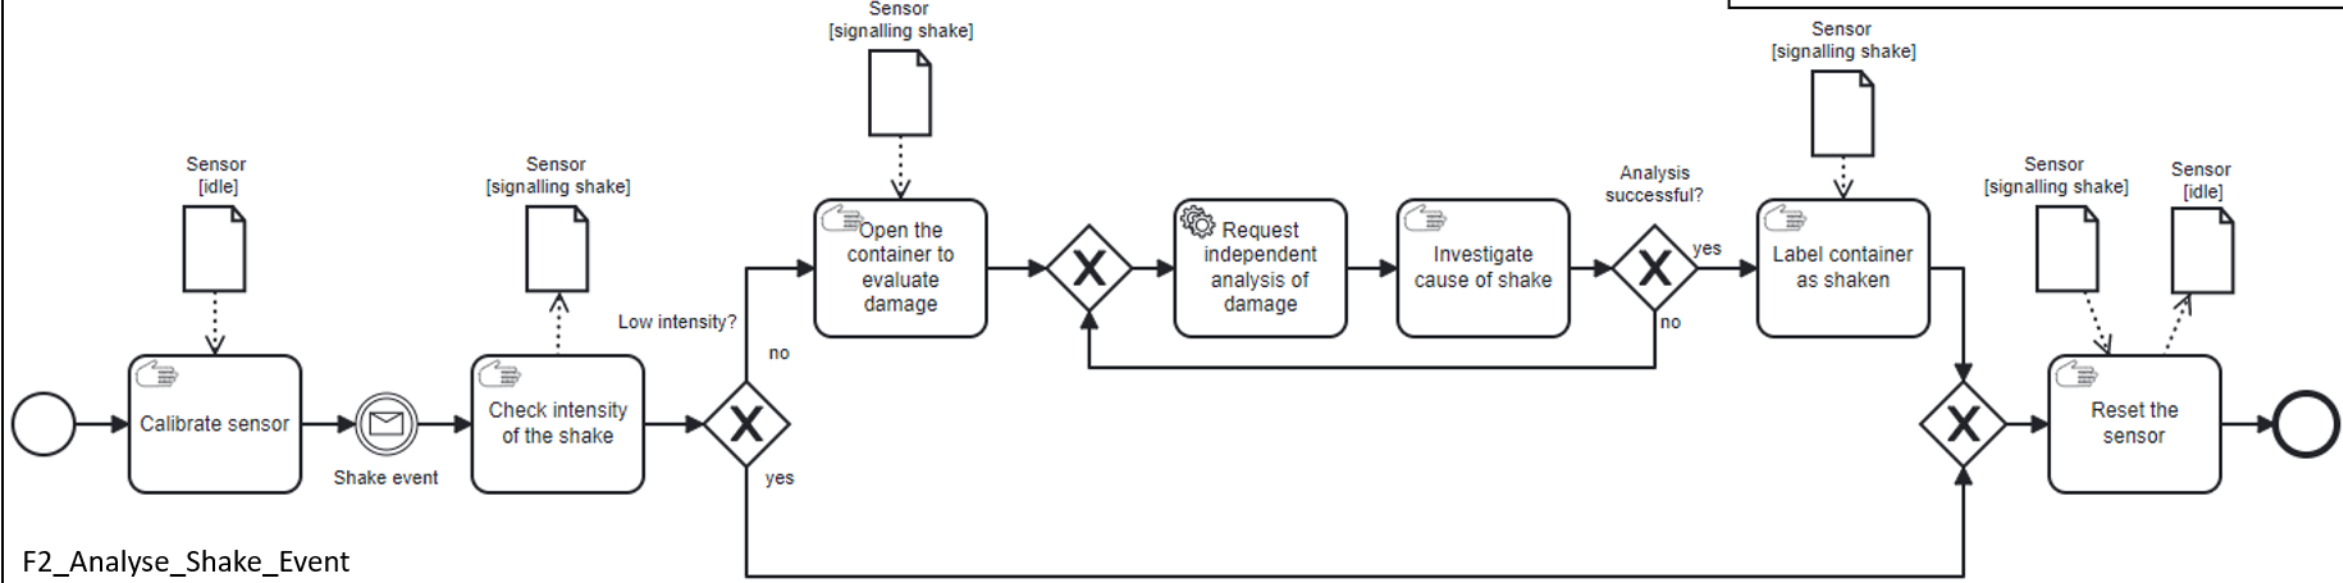 Sensor
[signalling shake]
Sensor
[signalling shake]
Sensor
[idle]
Sensor
[signalling shake]
Analysis
successful?
Sensor
[signalling shake]
Sensor
[idle]
Open the
container to
evaluate
damage
Request
independent
analysis of
damage
Investigate
cause of shake
yes
no
Label container
as shaken
Low intensity?
no
yes
Calibrate sensor
Shake event
Check intensity
of the shake
X
X
X
X
Reset the
sensor
F2_Analyse_Shake_Event